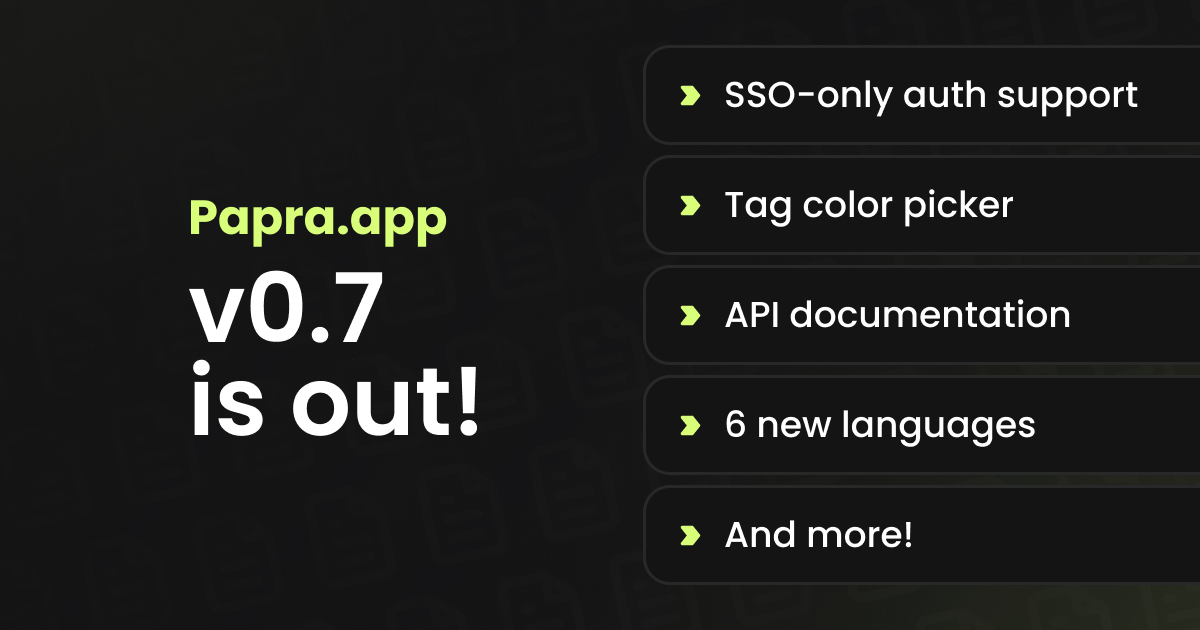 Papra.app
v0.7
is out!
SSO-only auth support
Tag color picker
API documentation
6 new languages
And more!